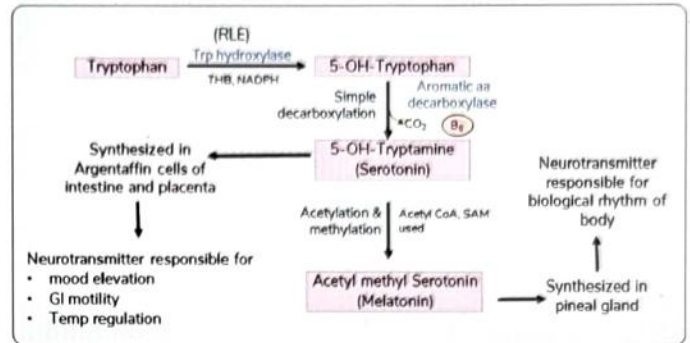 (RLE)
Trp hydroxylase
Tryptophan
THB, NADPH
5-OH-Tryptophan
Simple
decarboxylation
Aromatic aa
decarboxylase
*CO₂
B₆
5-OH-Tryptamine
(Serotonin)
Synthesized in
Argentaffin cells of
intestine and placenta
Neurotransmitter responsible for
• mood elevation
• GI motility
• Temp regulation
Acetylation &
methylation
Acetyl CoA, SAM
used
Acetyl methyl Serotonin
(Melatonin)
Synthesized in
pineal gland
Neurotransmitter
responsible for
biological rhythm of
body